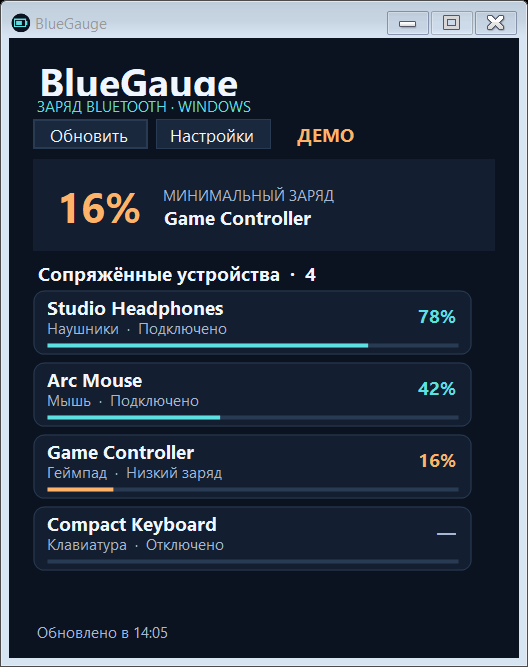 BlueGauge
BlueGauge
ЗАРЯД BLUETOOTH · WINDOWS
Обновить
Настройки
ДЕМО
16%
МИНИМАЛЬНЫЙ ЗАРЯД
Game Controller
Сопряжённые устройства · 4
Studio Headphones
78%
Наушники · Подключено
Arc Mouse
42%
Мышь · Подключено
Game Controller
16%
Геймпад · Низкий заряд
Compact Keyboard
—
Клавиатура · Отключено
Обновлено в 14:05